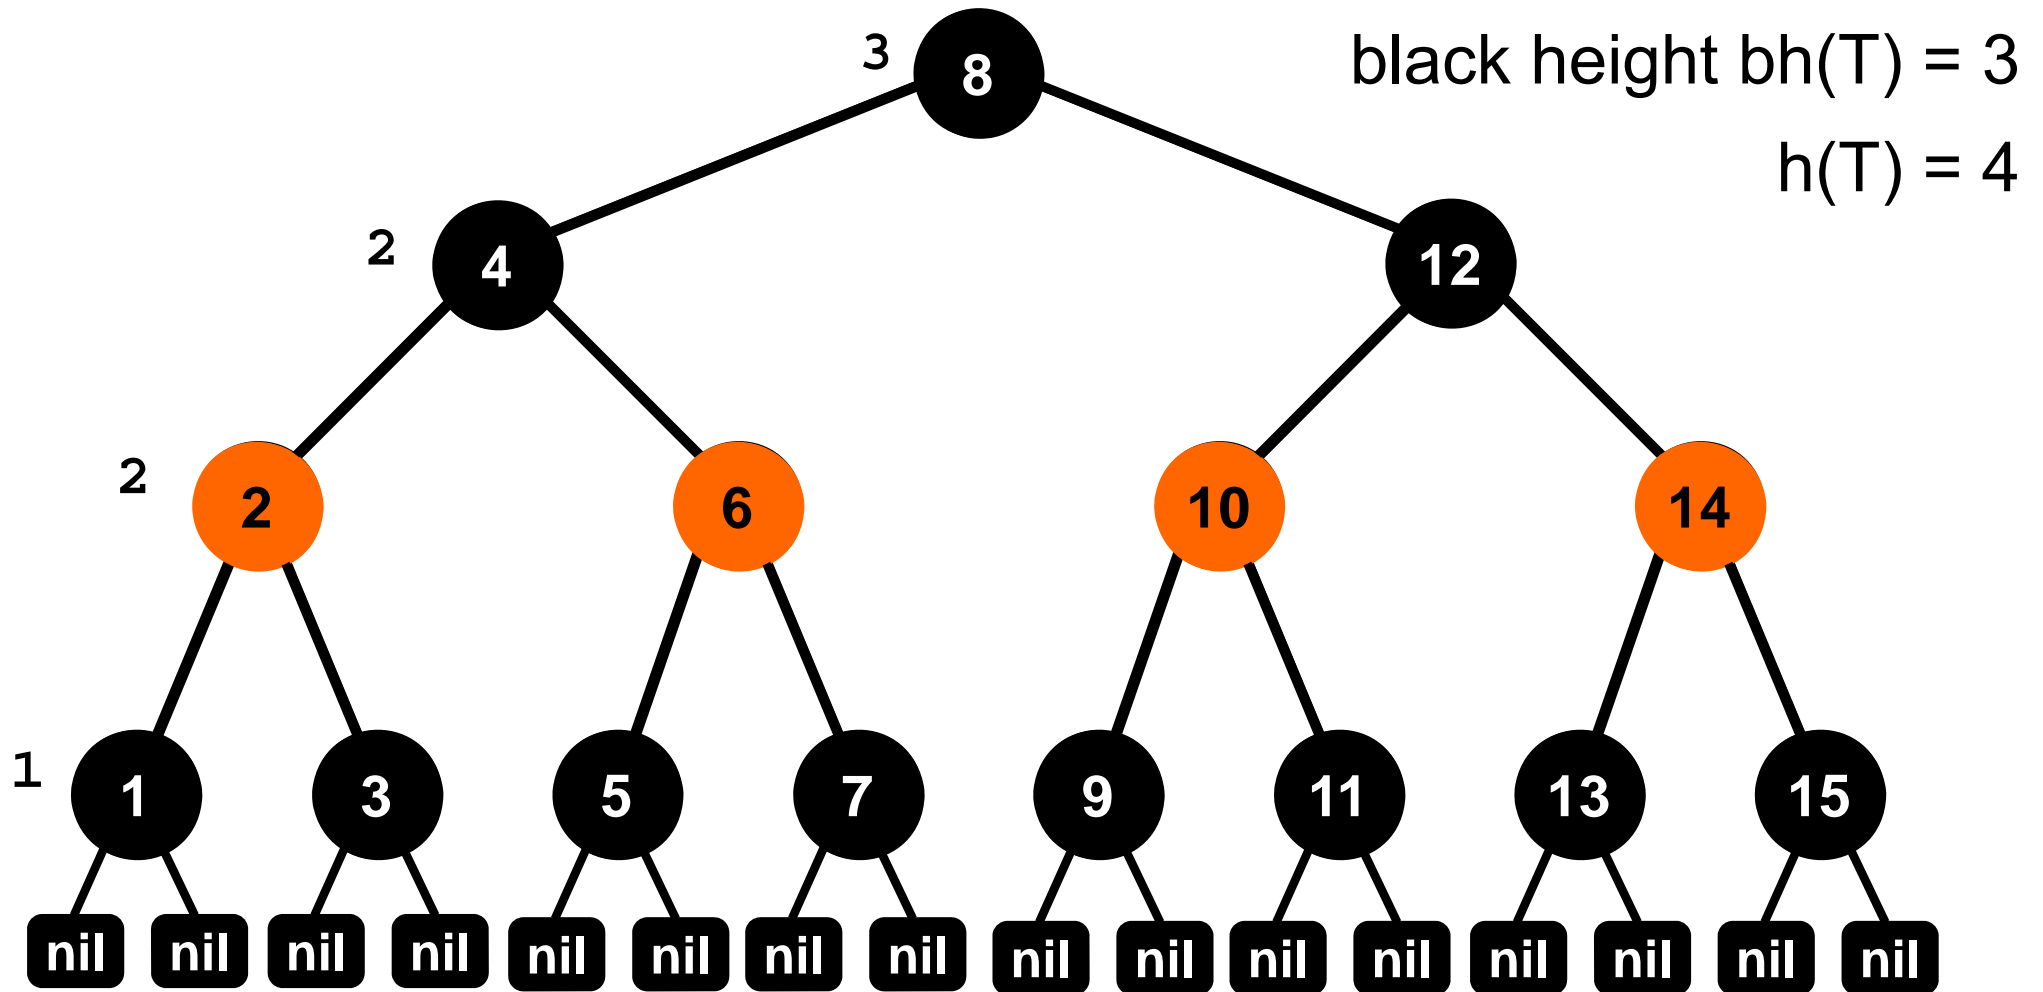 black height bh(T) = 3
3 8
h(T) = 4
2 4 12
2 2 6 10 14
1 1 3 5 7 9 11 13 15
nil nil nil nil nil nil nil nil nil nil nil nil nil nil nil nil